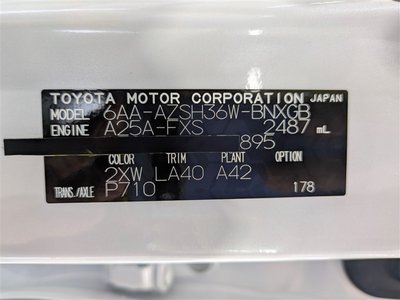 TOYOTA MOTOR CORPORATION JAPAN
MODEL 6AA-AZSH36W-BNXGB
ENGINE A25A-FXS 2487 mL
895
COLOR TRIM PLANT OPTION
2XW LA40 A42
TRANS./AXLE P710 178